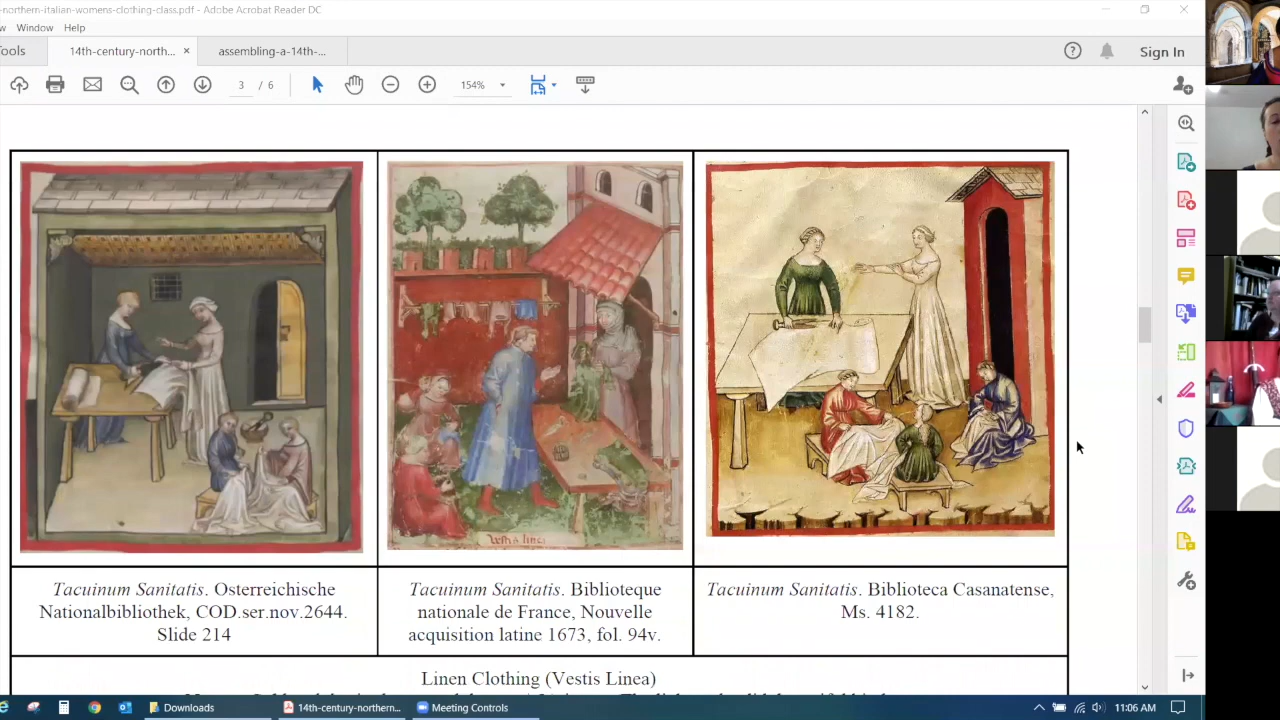 -northern-italian-womens-clothing-class.pdf - Adobe Acrobat Reader DC
w Window Help
Tools
14th-century-north... ×
assembling-a-14th-...
Sign In
3 / 6
154%
vestis linea
Tacuinum Sanitatis. Osterreichische
Nationalbibliothek, COD.ser.nov.2644.
Slide 214
Tacuinum Sanitatis. Biblioteque
nationale de France, Nouvelle
acquisition latine 1673, fol. 94v.
Tacuinum Sanitatis. Biblioteca Casanatense,
Ms. 4182.
Linen Clothing (Vestis Linea)
Downloads
14th-century-northern...
Meeting Controls
11:06 AM